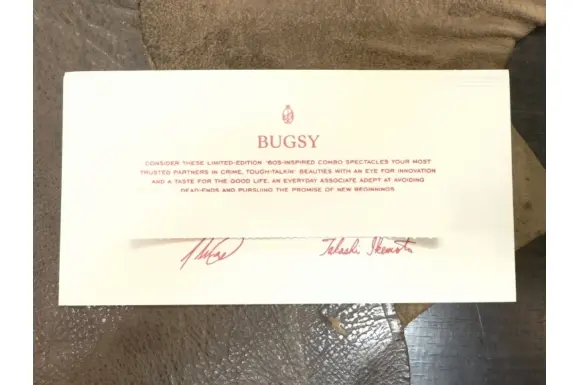 BUGSY
CONSIDER THESE LIMITED-EDITION '60S-INSPIRED COMBO SPECTACLES YOUR MOST
TRUSTED PARTNERS IN CRIME, TOUGH-TALKIN' BEAUTIES WITH AN EYE FOR INNOVATION
AND A TASTE FOR THE GOOD LIFE, AN EVERYDAY ASSOCIATE ADEPT AT AVOIDING
DEAD-ENDS AND PURSUING THE PROMISE OF NEW BEGINNINGS
Takashi